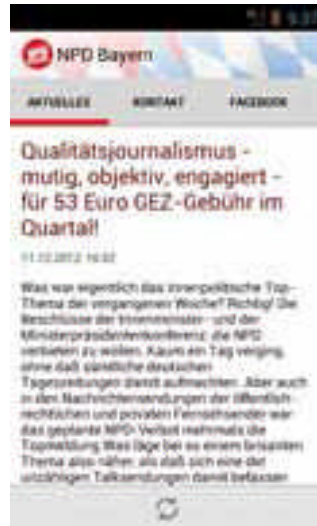 NPD Bayern
AKTUELLES KONTAKT FACEBOOK
Qualitätsjournalismus -
mutig, objektiv, engagiert -
für 53 Euro GEZ-Gebühr im
Quartal!
11.12.2012
Was war eigentlich das innenpolitische Top-
Thema der vergangenen Woche? Richtig! Die
Beschlüsse der Innenminister- und der
Ministerpräsidentenkonferenz, die NPD
verbieten zu wollen. Kaum ein Tag verging,
ohne daß sämtliche deutschen
Tageszeitungen damit aufmachten. Aber auch
in den Nachrichtensendungen der öffentlich-
rechtlichen und privaten Fernsehsender war
das geplante NPD-Verbot mehrmals die
Topmeldung. Was läge bei so einem brisanten
Thema also näher, als daß sich eine der
unzähligen Talksendungen damit befassen